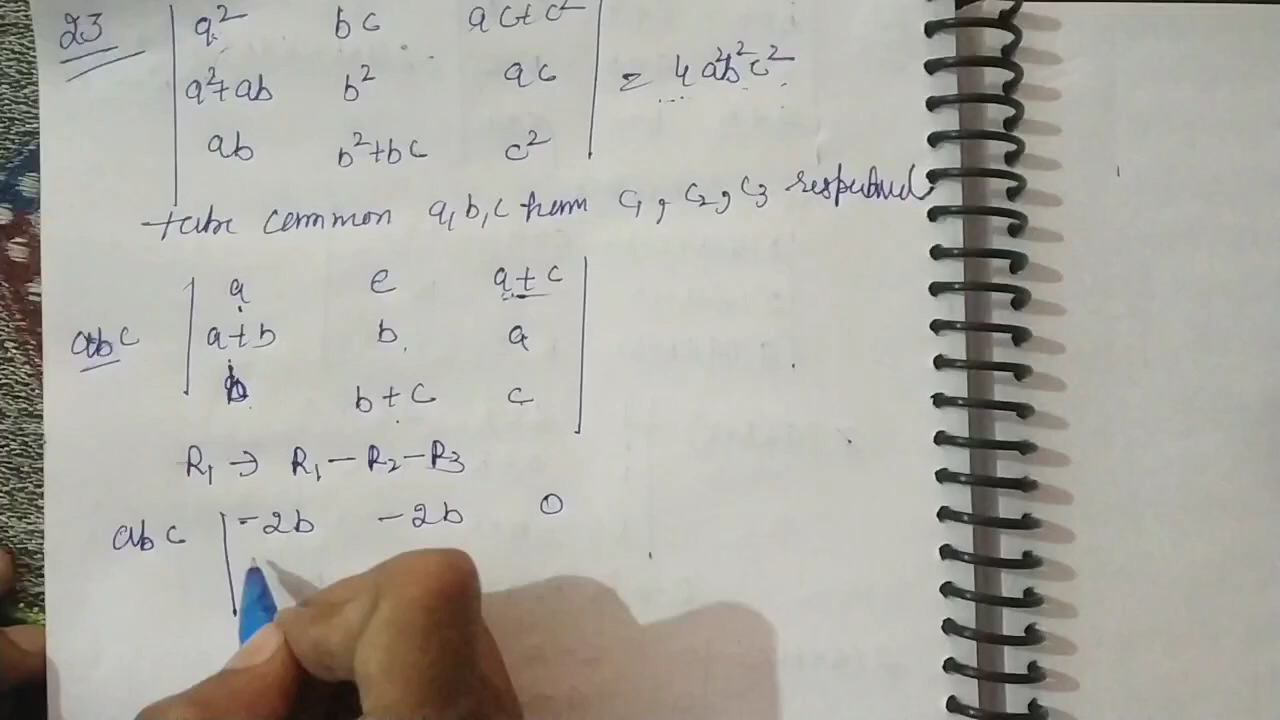 23 | a² bc ac+c² |
| a²+ab b² ac | = 4a²b²c²
| ab b²+bc c² |
take common a, b, c from C1, C2, C3
| a c a+c |
abc | a+b b a |
| b b+c c |
R1 → R1 - R2 - R3
abc | -2b -2b 0